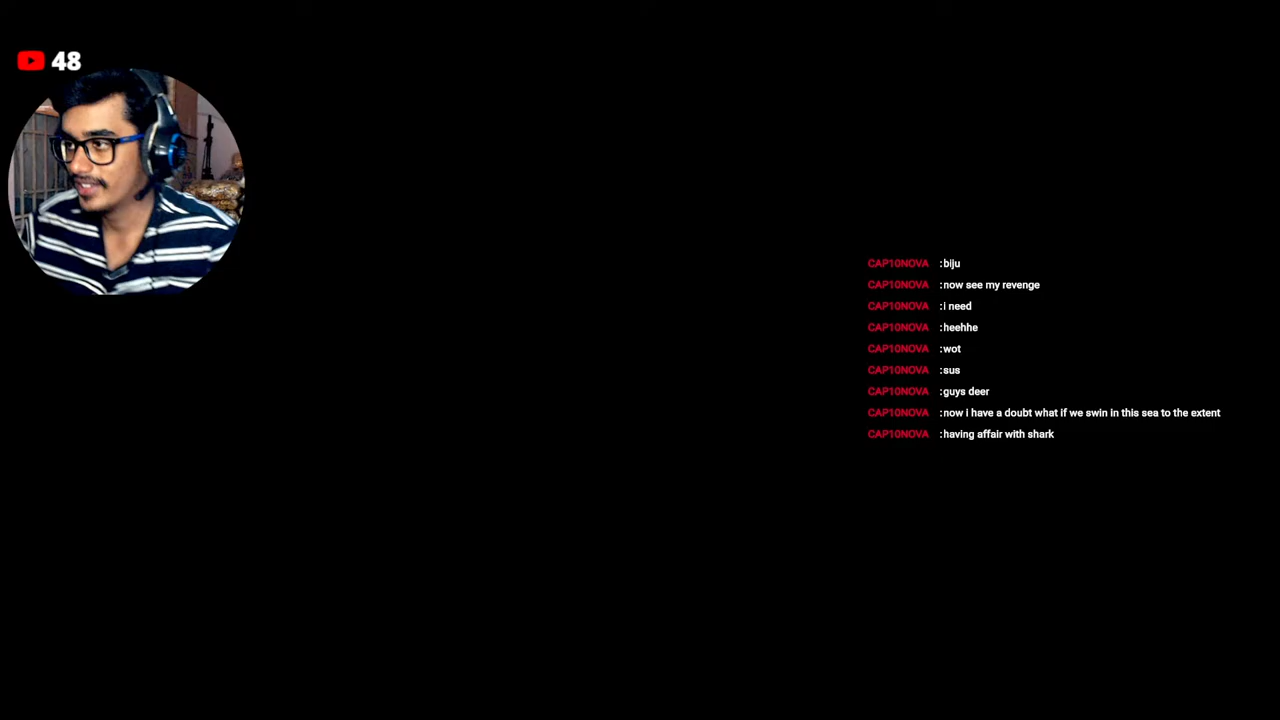 48
CAP10NOVA :biju
CAP10NOVA :now see my revenge
CAP10NOVA :i need
CAP10NOVA :heehhe
CAP10NOVA :wot
CAP10NOVA :sus
CAP10NOVA :guys deer
CAP10NOVA :now i have a doubt what if we swin in this sea to the extent
CAP10NOVA :having affair with shark